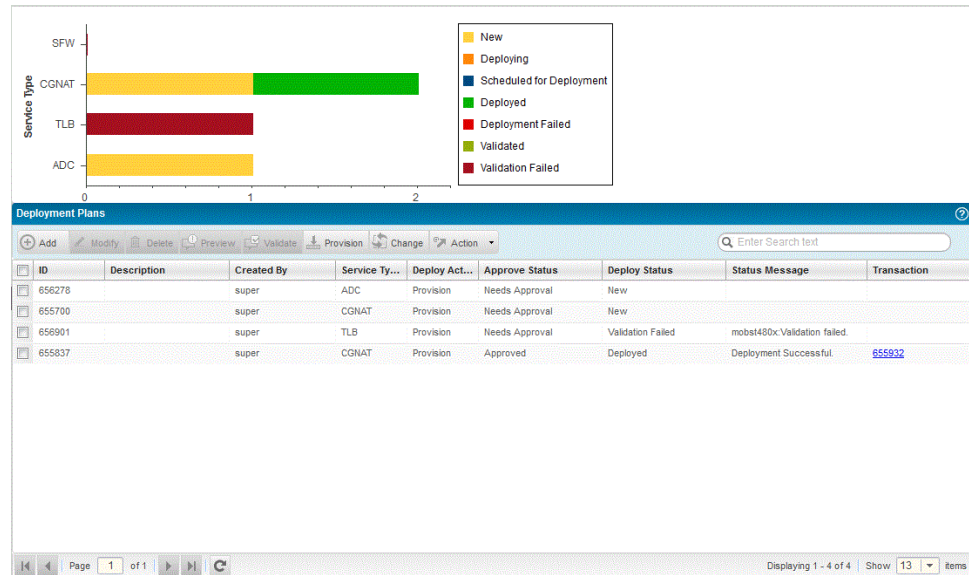 SFW
CGNAT
TLB
ADC
Service Type
0 1 2
New
Deploying
Scheduled for Deployment
Deployed
Deployment Failed
Validated
Validation Failed
Deployment Plans ?
Add Modify Delete Preview Validate Provision Change Action Enter Search text
ID Description Created By Service Ty... Deploy Act... Approve Status Deploy Status Status Message Transaction
656278 super ADC Provision Needs Approval New
655700 super CGNAT Provision Needs Approval New
656901 super TLB Provision Needs Approval Validation Failed mobst480x:Validation failed.
655837 super CGNAT Provision Approved Deployed Deployment Successful. 655932
Page 1 of 1 Displaying 1 - 4 of 4 Show 13 items